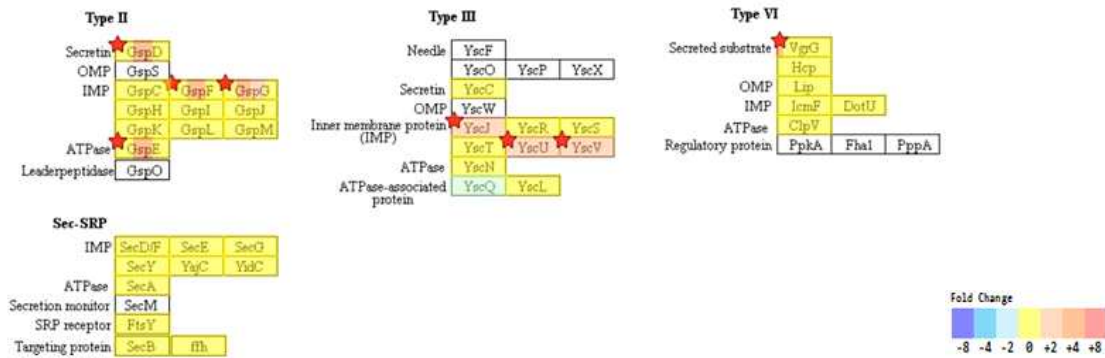 Type II
Secretin GspD
OMP GspS
IMP GspC GspF GspG
GspH GspI GspJ
GspK GspL GspM
ATPase GspE
Leaderpeptidase GspO
Type III
Needle YscF
YscO YscP YscX
Secretin YscC
OMP YscW
Inner membrane protein (IMP) YscJ YscR YscS
YscT YscU YscV
ATPase YscN
ATPase-associated protein YscQ YscL
Type VI
Secreted substrate VgrG
Hcp
OMP Lip
IMP IcmF DotU
ATPase ClpV
Regulatory protein PpkA Fha1 PppA
Sec-SRP
IMP SecD/F SecE SecG
SecY YajC YidC
ATPase SecA
Secretion monitor SecM
SRP receptor FtsY
Targeting protein SecB ffh
Fold Change
-8 -4 -2 0 +2 +4 +8